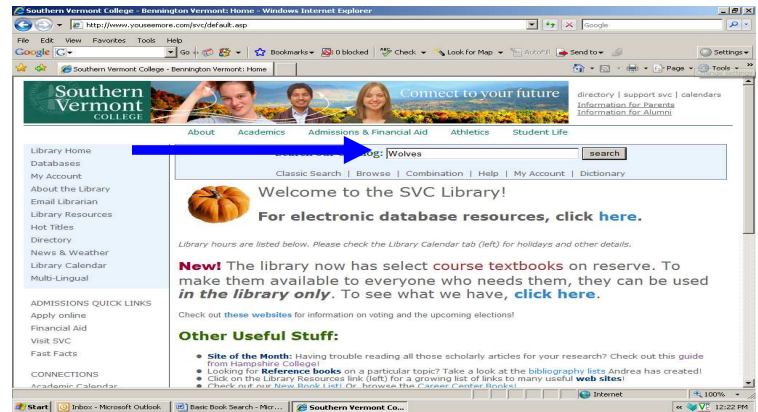 Southern Vermont College - Bennington Vermont: Home - Windows Internet Explorer
http://www.youseemore.com/svc/default.asp
Google
File Edit View Favorites Tools Help
Google G Go Bookmarks 0 blocked Check Look for Map AutoFill Send to Settings
Southern Vermont College - Bennington Vermont: Home Page Tools
Southern
Vermont
COLLEGE
Connect to your future
directory | support svc | calendars
Information for Parents
Information for Alumni
About Academics Admissions & Financial Aid Athletics Student Life
Library Home
Databases
My Account
About the Library
Email Librarian
Library Resources
Hot Titles
Directory
News & Weather
Library Calendar
Multi-Lingual
ADMISSIONS QUICK LINKS
Apply online
Financial Aid
Visit SVC
Fast Facts
CONNECTIONS
Academic Calendar
Wolves search
Classic Search | Browse | Combination | Help | My Account | Dictionary
Welcome to the SVC Library!
For electronic database resources, click here.
Library hours are listed below. Please check the Library Calendar tab (left) for holidays and other details.
New! The library now has select course textbooks on reserve. To
make them available to everyone who needs them, they can be used
in the library only. To see what we have, click here.
Check out these websites for information on voting and the upcoming elections!
Other Useful Stuff:
Site of the Month: Having trouble reading all those scholarly articles for your research? Check out this guide
from Hampshire College!
Looking for Reference books on a particular topic? Take a look at the bibliography lists Andrea has created!
Click on the Library Resources link (left) for a growing list of links to many useful web sites!
Check out our New Book List! Or, browse the Career Center Books!
Internet 100%
Start Inbox - Microsoft Outlook Basic Book Search - Micr... Southern Vermont Co... 12:22 PM